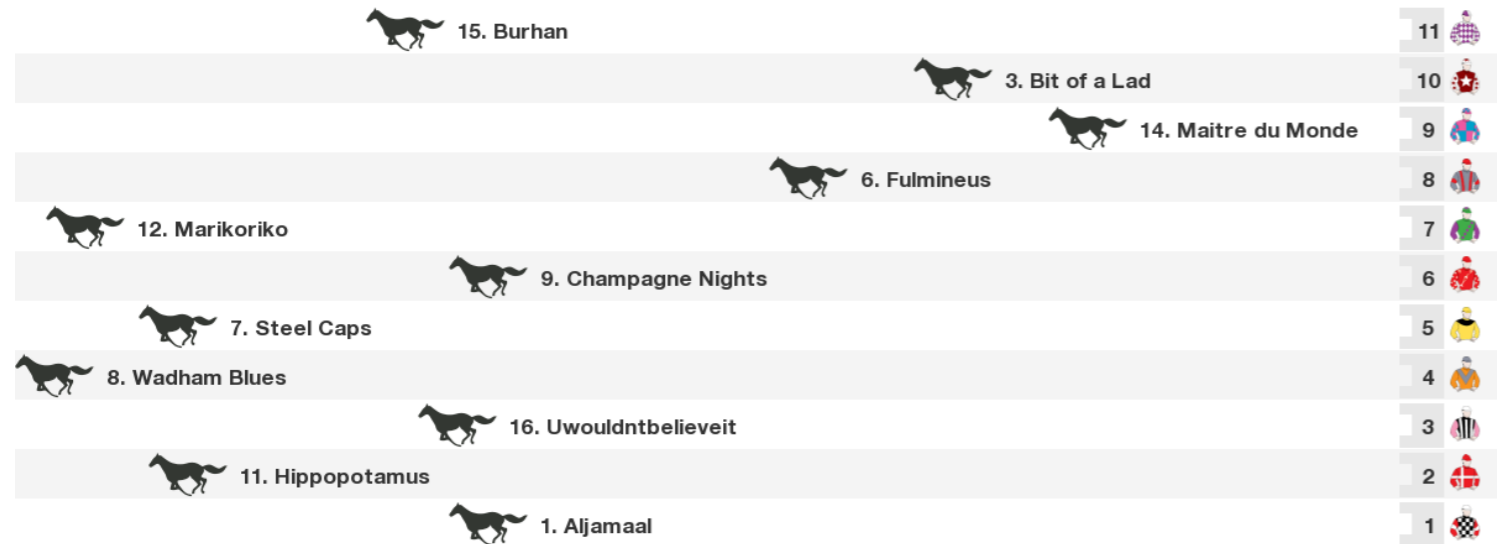 15. Burhan 11
3. Bit of a Lad 10
14. Maitre du Monde 9
6. Fulmineus 8
12. Marikoriko 7
9. Champagne Nights 6
7. Steel Caps 5
8. Wadham Blues 4
16. Uwouldntbelieveit 3
11. Hippopotamus 2
1. Aljamaal 1